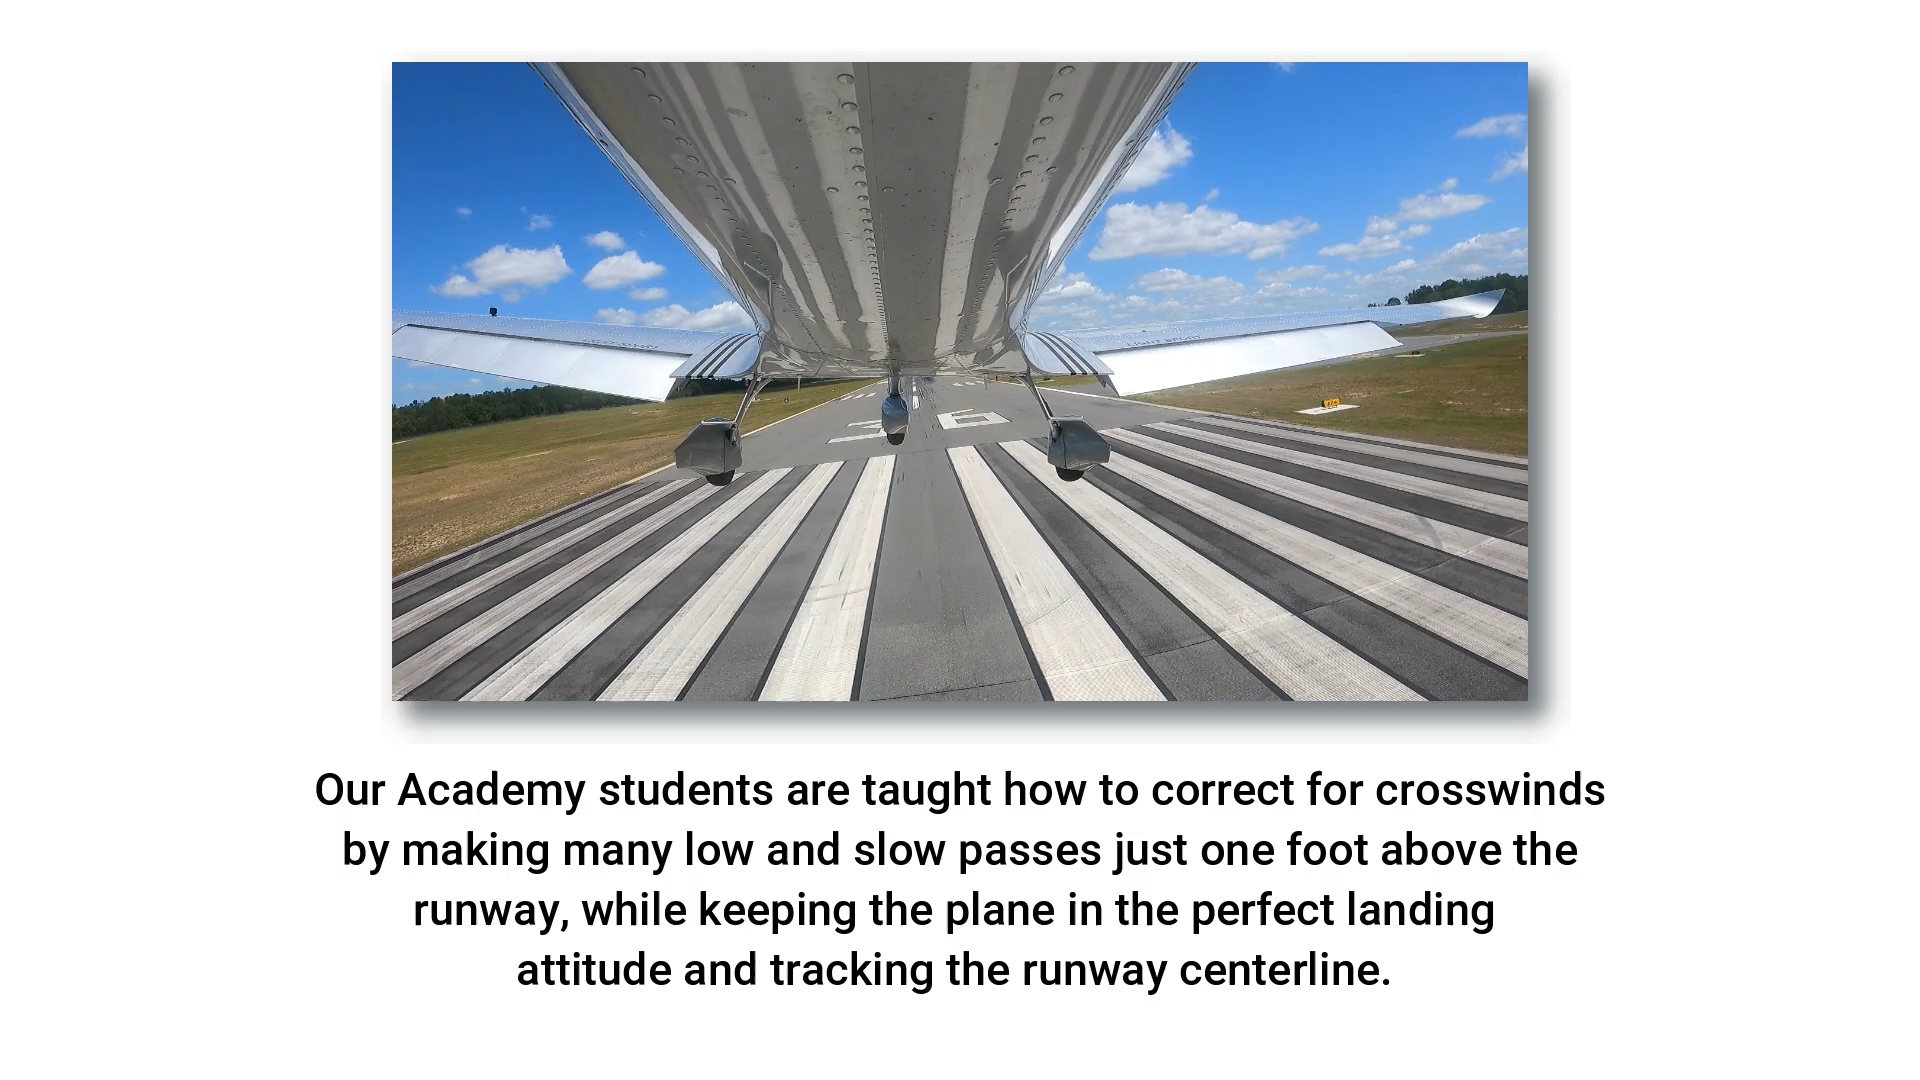 Our Academy students are taught how to correct for crosswinds
by making many low and slow passes just one foot above the
runway, while keeping the plane in the perfect landing
attitude and tracking the runway centerline.